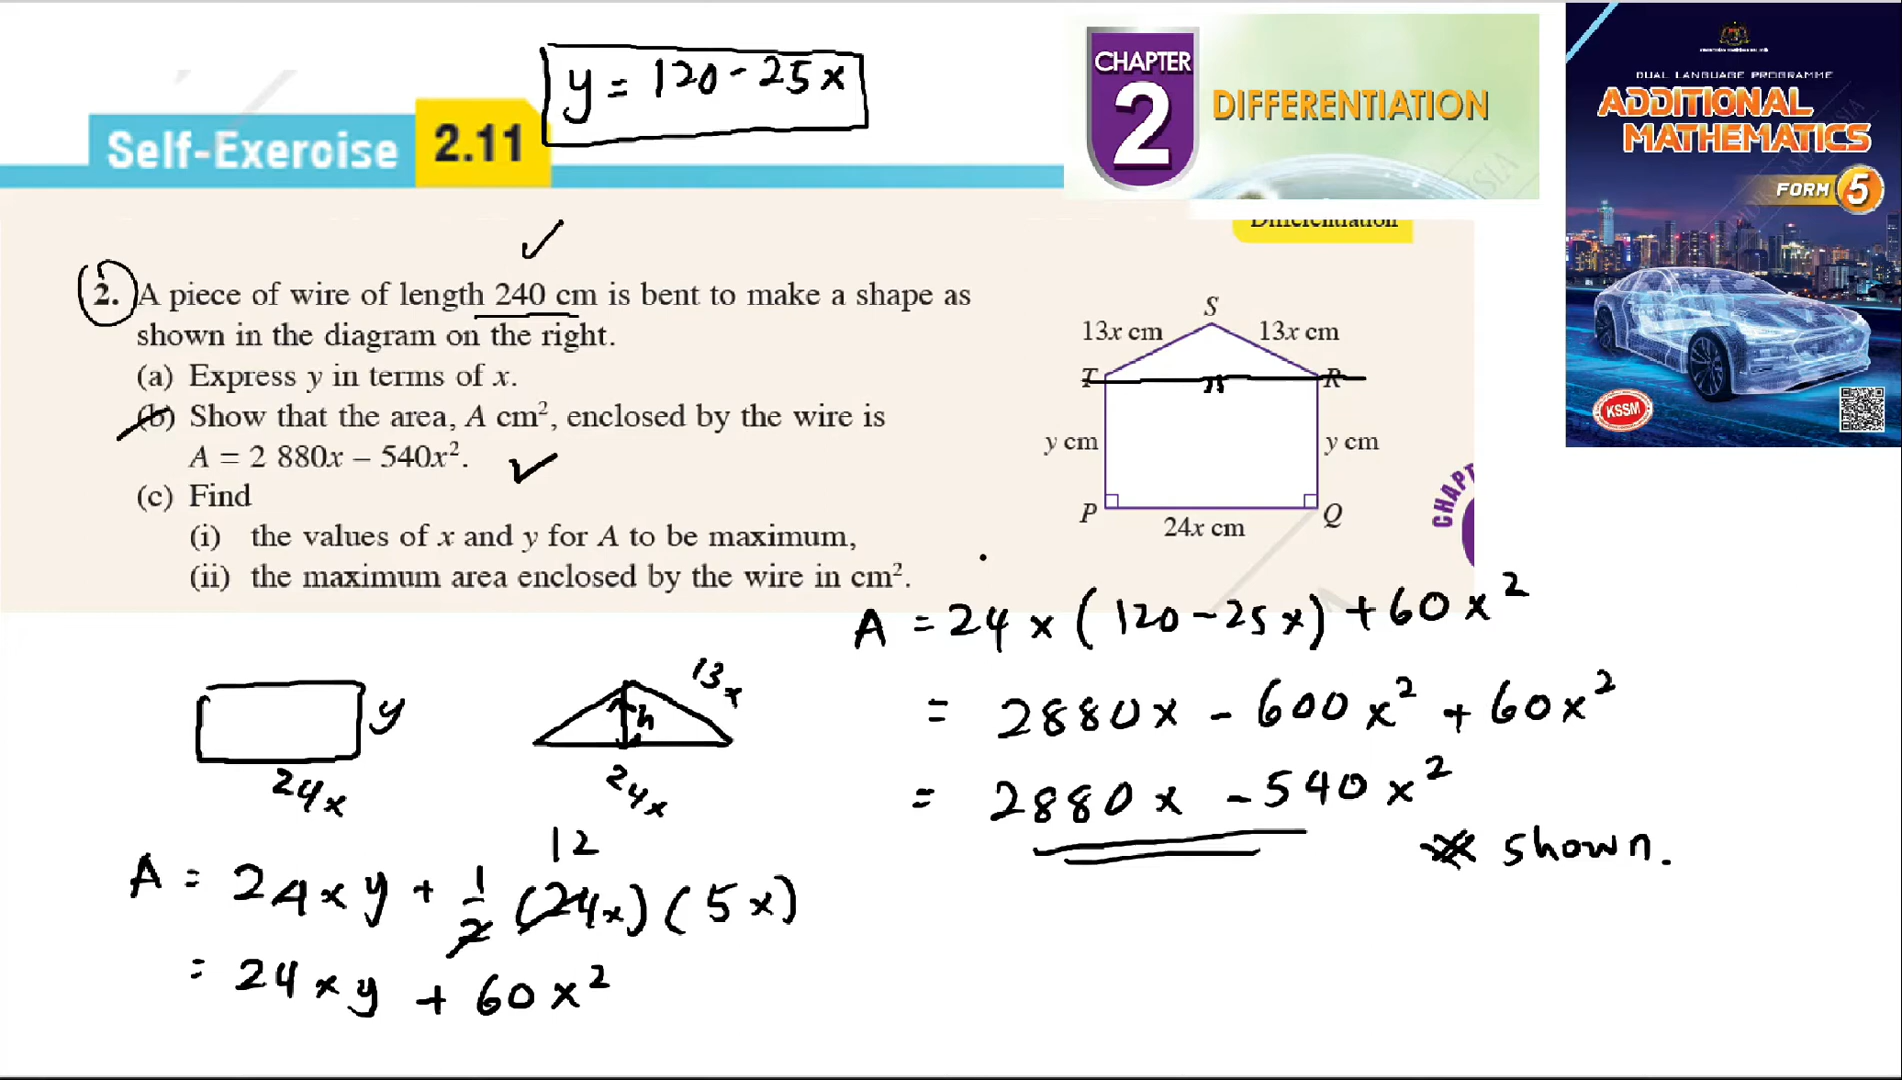 y = 120 - 25x
CHAPTER
2
DIFFERENTIATION
Self-Exercise 2.11
DUAL LANGUAGE PROGRAMME
ADDITIONAL
MATHEMATICS
FORM 5
KSSM
Differentiation
2. A piece of wire of length 240 cm is bent to make a shape as
shown in the diagram on the right.
(a) Express y in terms of x.
(b) Show that the area, A cm², enclosed by the wire is
A = 2 880x – 540x².
(c) Find
(i) the values of x and y for A to be maximum,
(ii) the maximum area enclosed by the wire in cm².
S
13x cm
13x cm
T
R
y cm
y cm
P
Q
24x cm
CHAPT
y
24x
13x
h
24x
A = 24xy + 1/2 (24x)(5x)
12
= 24xy + 60x²
A = 24x(120 - 25x) + 60x²
= 2880x - 600x² + 60x²
= 2880x - 540x²
shown.